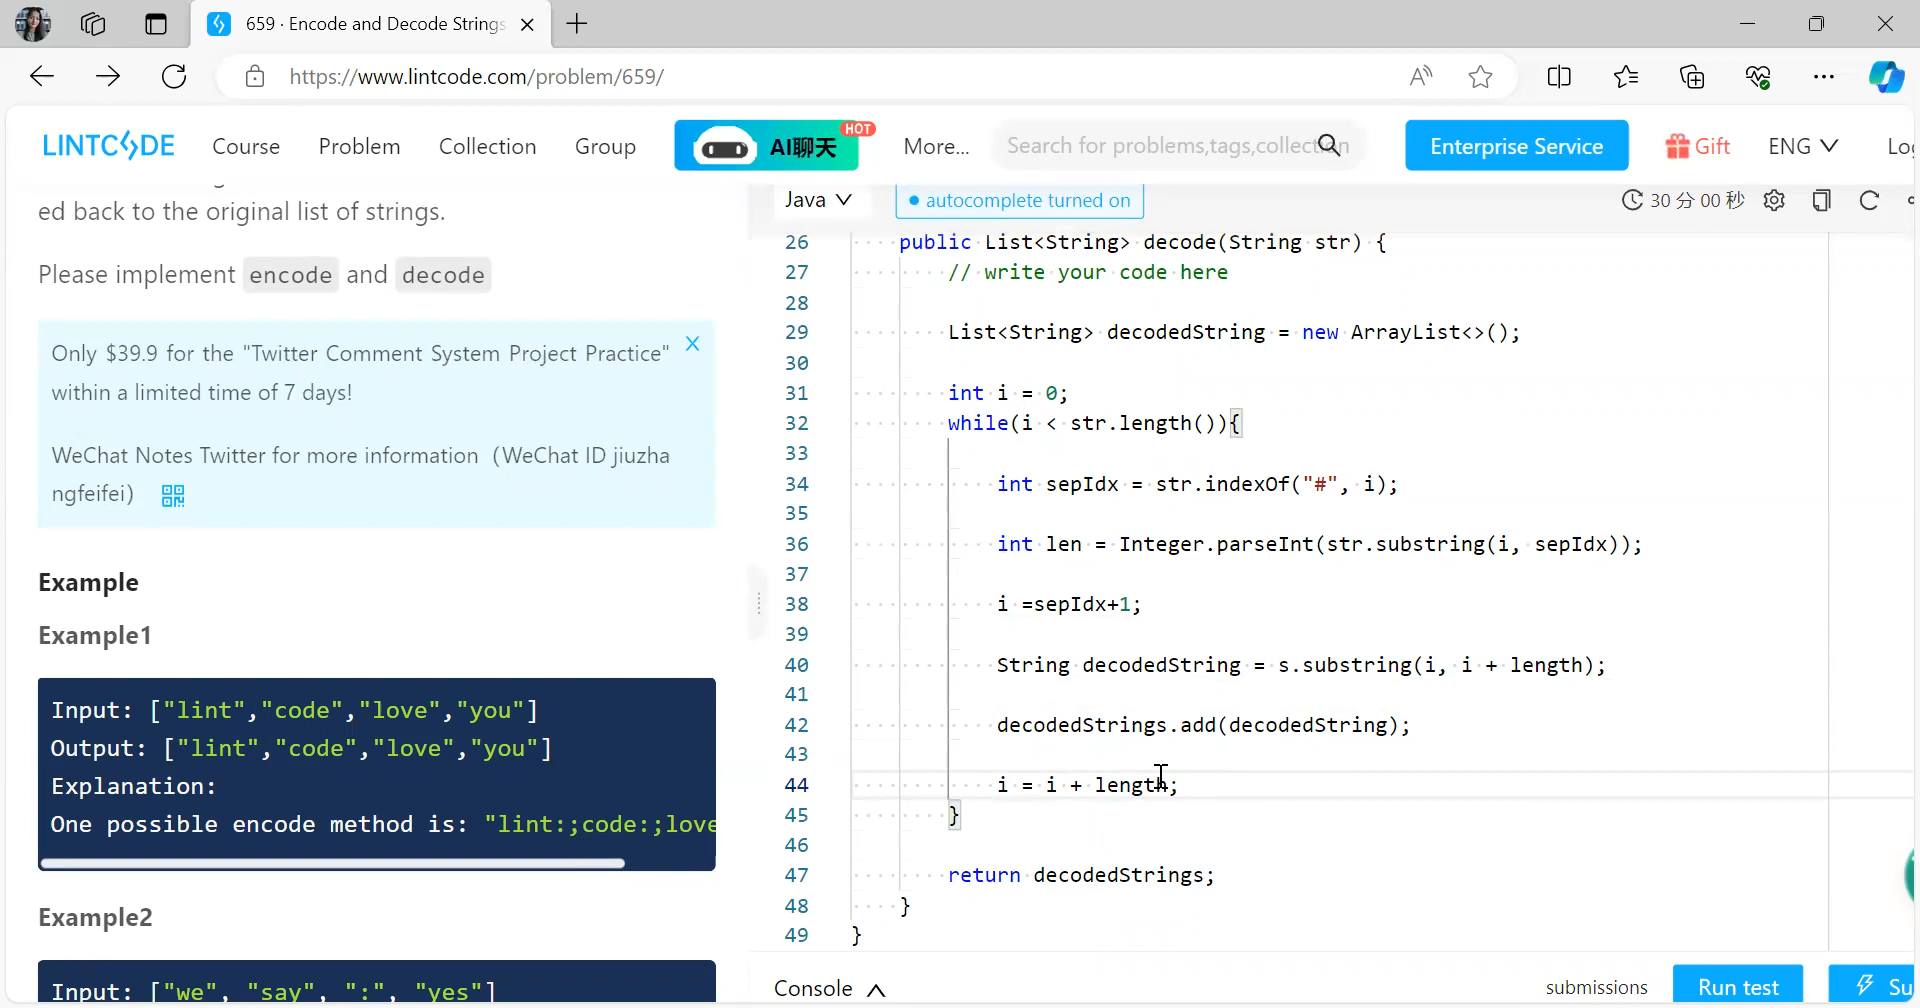 659 · Encode and Decode Strings
https://www.lintcode.com/problem/659/
LINTCODE Course Problem Collection Group AI聊天 HOT More... Search for problems,tags,collection Enterprise Service Gift ENG
ed back to the original list of strings.
Please implement encode and decode
Only $39.9 for the "Twitter Comment System Project Practice"
within a limited time of 7 days!
WeChat Notes Twitter for more information（WeChat ID jiuzha
ngfeifei）
Example
Example1
Input: ["lint","code","love","you"]
Output: ["lint","code","love","you"]
Explanation:
One possible encode method is: "lint:;code:;love
Example2
Input: ["we", "say", ":", "yes"]
Java autocomplete turned on 30 分 00 秒
26 public List<String> decode(String str) {
27 // write your code here
28
29 List<String> decodedString = new ArrayList<>();
30
31 int i = 0;
32 while(i < str.length()){
33
34 int sepIdx = str.indexOf("#", i);
35
36 int len = Integer.parseInt(str.substring(i, sepIdx));
37
38 i =sepIdx+1;
39
40 String decodedString = s.substring(i, i + length);
41
42 decodedStrings.add(decodedString);
43
44 i = i + length;
45 }
46
47 return decodedStrings;
48 }
49 }
Console submissions Run test